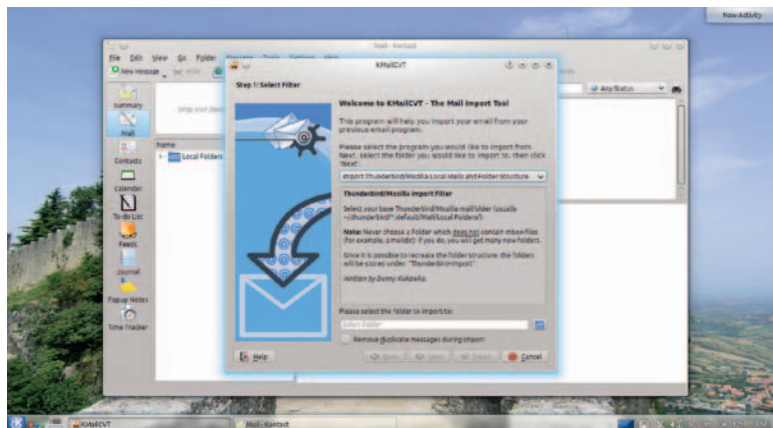 New Activity
Mail - Kontact
File Edit View Go Folder Message Tools Settings Help
New Message
KMailCVT
Step 1: Select Filter
Any Status
Summary
Mail
Contacts
Calendar
To-do List
Feeds
Journal
Popup Notes
Time Tracker
Name
Local Folders
Welcome to KMailCVT - The Mail Import Tool
This program will help you import your email from your
previous email program.
Please select the program you would like to import from.
Next, select the folder you would like to import to, then click
'Next'.
Import Thunderbird/Mozilla Local Mails and Folder Structure
Thunderbird/Mozilla import filter
Select your base Thunderbird/Mozilla mailfolder (usually
~/.thunderbird/*.default/Mail/Local Folders/).
Note: Never choose a Folder which does not contain mbox-files
(for example, a maildir): if you do, you will get many new folders.
Since it is possible to recreate the folder structure, the folders
will be stored under: "Thunderbird-Import".
Written by Danny Kukawka.
Please select the folder to import to:
Select Folder
Remove duplicate messages during import
Help
Back
Next
Finish
Cancel
KMailCVT
Mail - Kontact